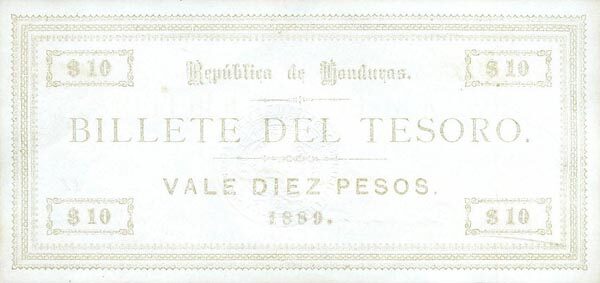 $ 10 $ 10
República de Honduras.
BILLETE DEL TESORO.
VALE DIEZ PESOS.
1889.
$ 10 $ 10